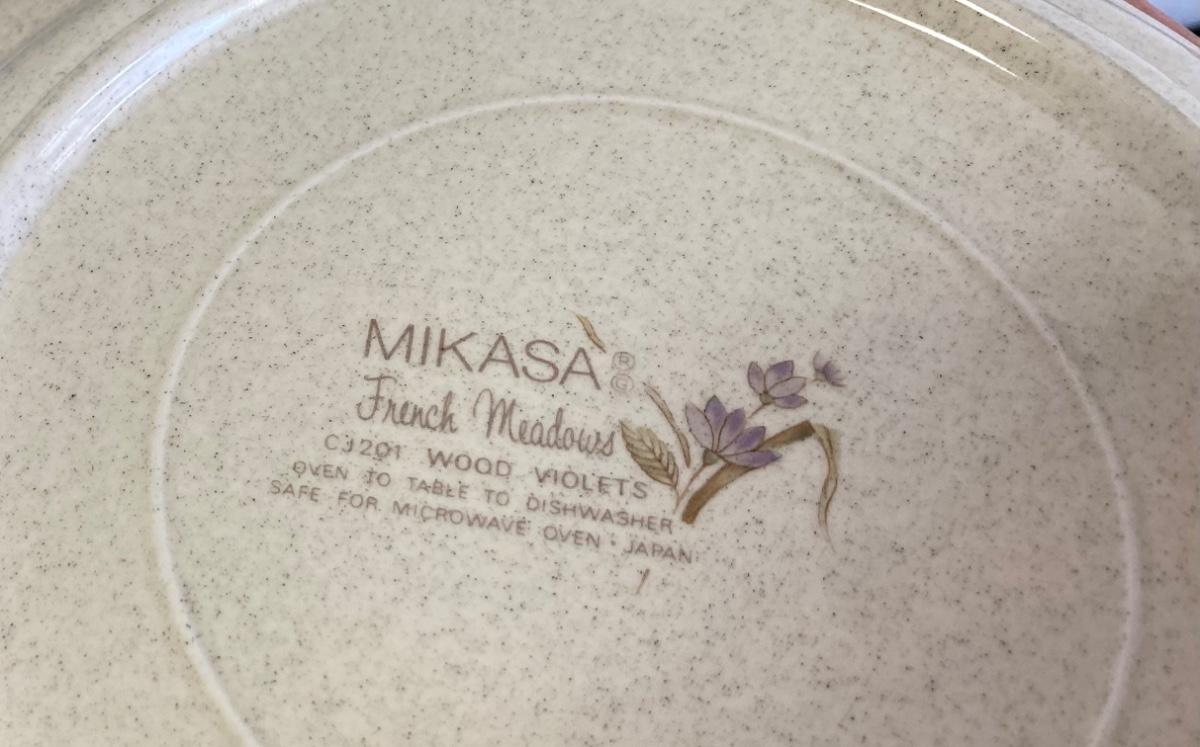 MIKASA ® ©
French Meadows
CJ201 WOOD VIOLETS
OVEN TO TABLE TO DISHWASHER
SAFE FOR MICROWAVE OVEN · JAPAN